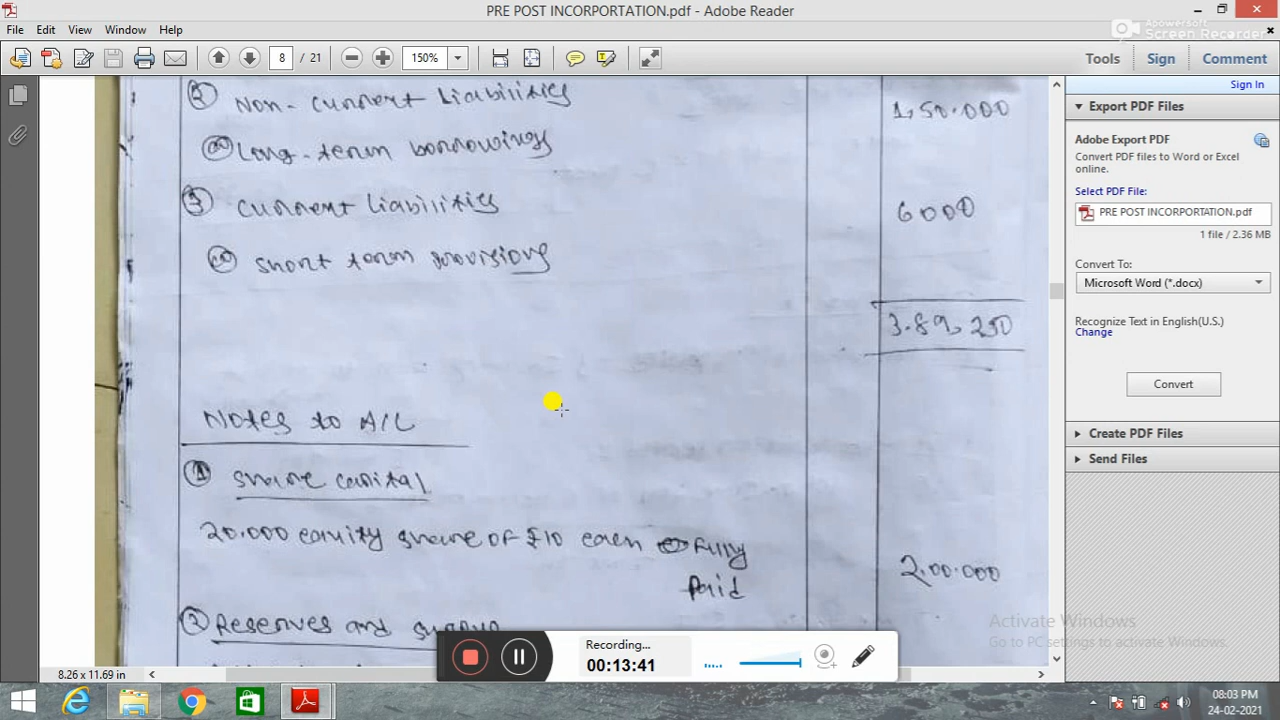 PRE POST INCORPORTATION.pdf - Adobe Reader
Apowersoft
Screen Recorder
File Edit View Window Help
8 / 21 150% Tools Sign Comment
Sign In
Export PDF Files
Adobe Export PDF
Convert PDF files to Word or Excel online.
Select PDF File:
PRE POST INCORPORTATION.pdf
1 file / 2.36 MB
Convert To:
Microsoft Word (*.docx)
Recognize Text in English(U.S.)
Change
Convert
Create PDF Files
Send Files
② Non-current liabilities 1,50.000
ⓐ Long-term borrowings
③ current liabilities 6000
ⓐ short term provisions
3.89,250
Notes to A/C
① share capital
20.000 equity share of ₹10 each Fully
Paid 2,00.000
② Reserves and surplus
Activate Windows
Go to PC settings to activate Windows.
Recording...
00:13:41
8.26 x 11.69 in
08:03 PM
24-02-2021